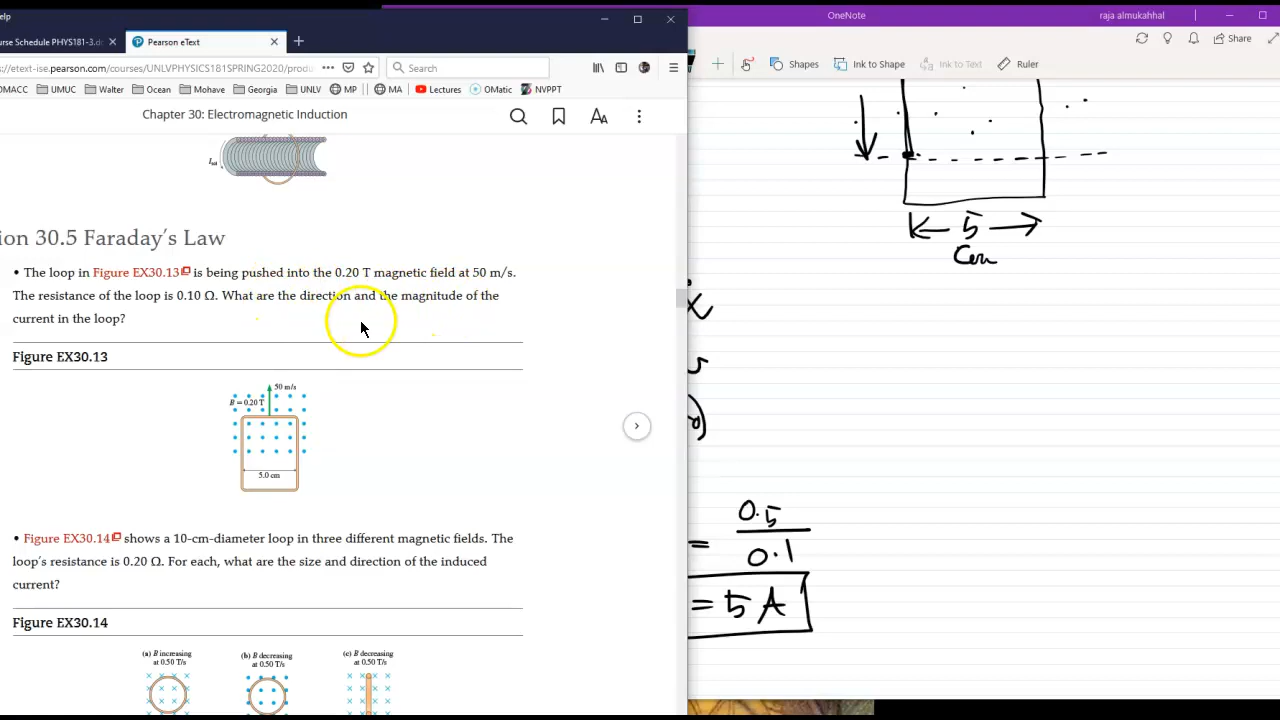 elp
urse Schedule PHYS181-3.d
Pearson eText
se.pearson.com/courses/UNLVPHYSICS181SPRING2020/produ
Search
OMACC UMUC Walter Ocean Mohave Georgia UNLV MP MA Lectures OMatic NVPPT
Chapter 30: Electromagnetic Induction
ion 30.5 Faraday's Law
• The loop in Figure EX30.13 is being pushed into the 0.20 T magnetic field at 50 m/s.
The resistance of the loop is 0.10 Ω. What are the direction and the magnitude of the
current in the loop?
Figure EX30.13
50 m/s
B = 0.20 T
5.0 cm
• Figure EX30.14 shows a 10-cm-diameter loop in three different magnetic fields. The
loop's resistance is 0.20 Ω. For each, what are the size and direction of the induced
current?
Figure EX30.14
(a) B increasing
at 0.50 T/s
(b) B decreasing
at 0.50 T/s
(c) B decreasing
at 0.50 T/s
OneNote
raja almukahhal
Share
Shapes Ink to Shape Ink to Text Ruler
5
Cm
= 0.5
0.1
= 5 A